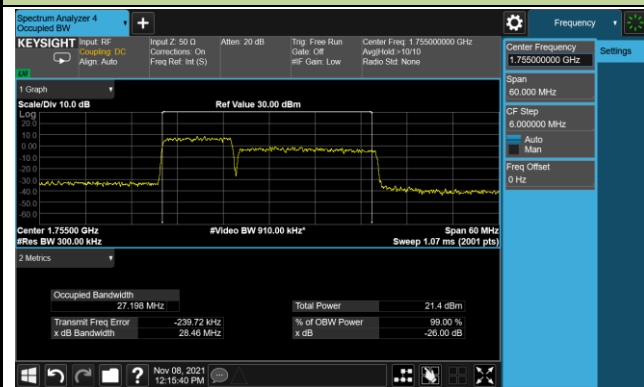 Spectrum Analyzer 4
Occupied BW
Frequency
KEYSIGHT
Input: RF
Coupling: DC
Align: Auto
Input Z: 50 Ω
Corrections: On
Freq Ref: Int (S)
Atten: 20 dB
Trig: Free Run
Gate: Off
#IF Gain: Low
Center Freq: 1.755000000 GHz
Avg|Hold:>10/10
Radio Std: None
Center Frequency
1.755000000 GHz
Settings
Span
60.000 MHz
CF Step
6.000000 MHz
Auto
Man
Freq Offset
0 Hz
1 Graph
Scale/Div 10.0 dB
Ref Value 30.00 dBm
Log
20.0
10.0
0.00
-10.0
-20.0
-30.0
-40.0
-50.0
-60.0
Center 1.75500 GHz
#Video BW 910.00 kHz*
Span 60 MHz
#Res BW 300.00 kHz
Sweep 1.07 ms (2001 pts)
2 Metrics
Occupied Bandwidth
27.198 MHz
Total Power
21.4 dBm
Transmit Freq Error
-239.72 kHz
% of OBW Power
99.00 %
x dB Bandwidth
28.46 MHz
x dB
-26.00 dB
Nov 08, 2021
12:15:40 PM